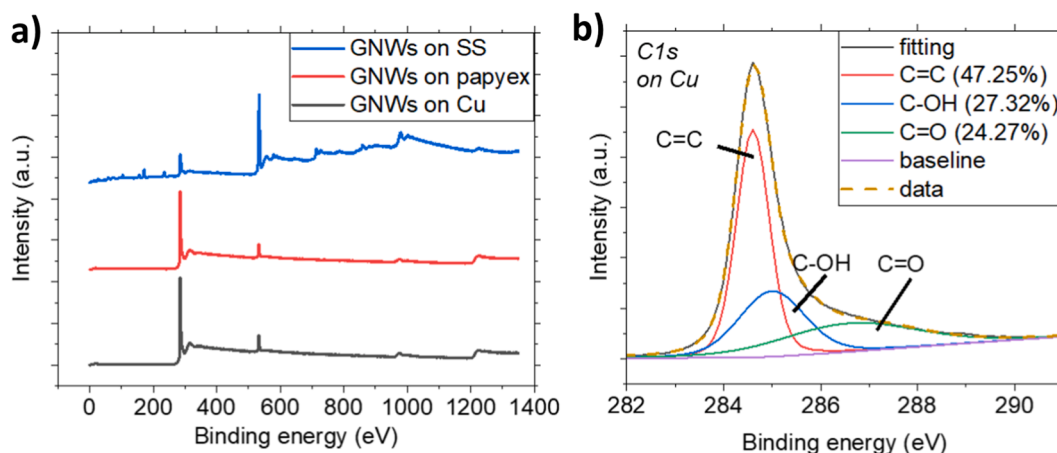 a)
GNWs on SS
GNWs on papyex
GNWs on Cu
Intensity (a.u.)
0 200 400 600 800 1000 1200 1400
Binding energy (eV)
b)
C1s
on Cu
fitting
C=C (47.25%)
C-OH (27.32%)
C=O (24.27%)
baseline
data
C=C
C-OH
C=O
Intensity (a.u.)
282 284 286 288 290
Binding energy (eV)